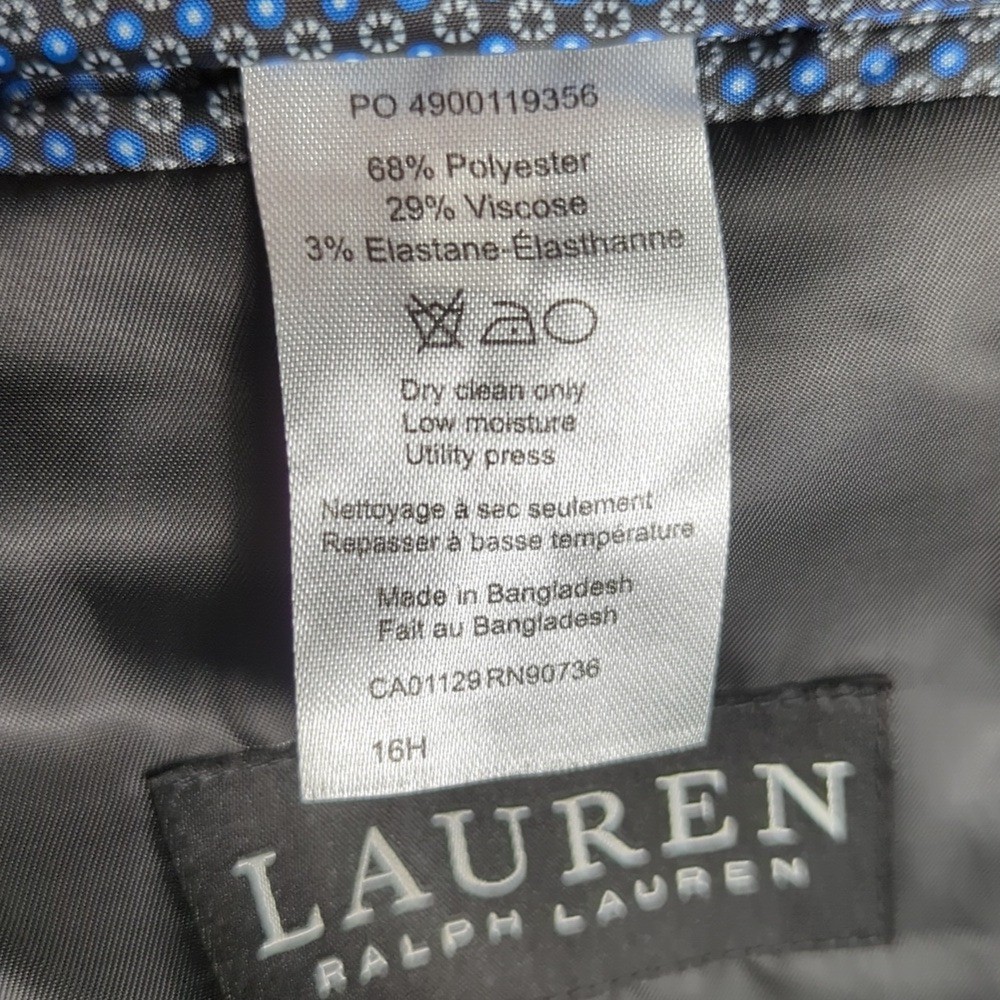 PO 4900119356
68% Polyester
29% Viscose
3% Elastane-Élasthanne
Dry clean only
Low moisture
Utility press
Nettoyage à sec seulement
Repasser à basse température
Made in Bangladesh
Fait au Bangladesh
CA01129 RN90736
16H
LAUREN
RALPH LAUREN